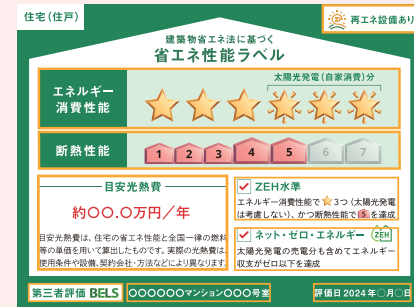 住宅(住戸)
再エネ設備あり
建築物省エネ法に基づく
省エネ性能ラベル
太陽光発電(自家消費)分
エネルギー
消費性能
断熱性能
1 2 3 4 5 6 7
目安光熱費
約〇〇.〇万円/年
目安光熱費は、住宅の省エネ性能と全国一律の燃料
等の単価を用いて算出したものです。実際の光熱費は、
使用条件や設備、契約会社・方法などにより異なります。
ZEH水準
エネルギー消費性能で★3つ(太陽光発電
は考慮しない)、かつ断熱性能で5を達成
ネット・ゼロ・エネルギー ZEH
太陽光発電の売電分も含めてエネルギー
収支がゼロ以下を達成
第三者評価 BELS
〇〇〇〇〇〇〇マンション〇〇〇号室
評価日2024年〇月〇日